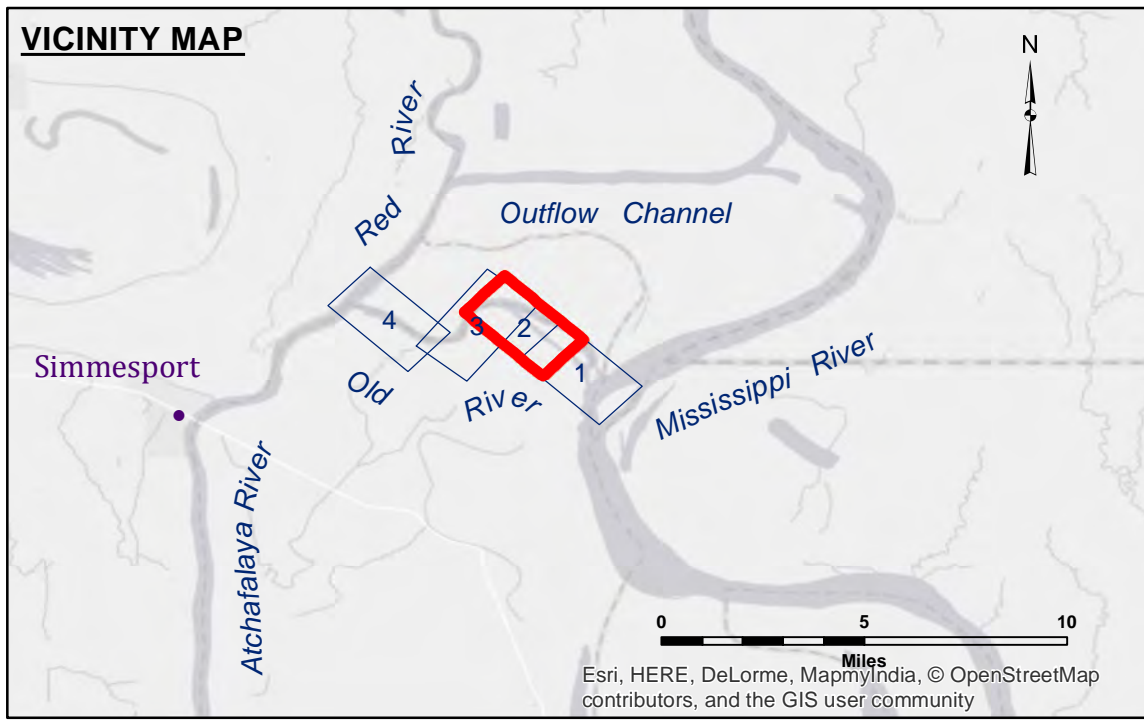 VICINITY MAP
N
Red River
Outflow Channel
4
3
2
1
Simmesport
Old River
Mississippi River
Atchafalaya River
0 5 10
Miles
Esri, HERE, DeLorme, MapmyIndia, © OpenStreetMap
contributors, and the GIS user community